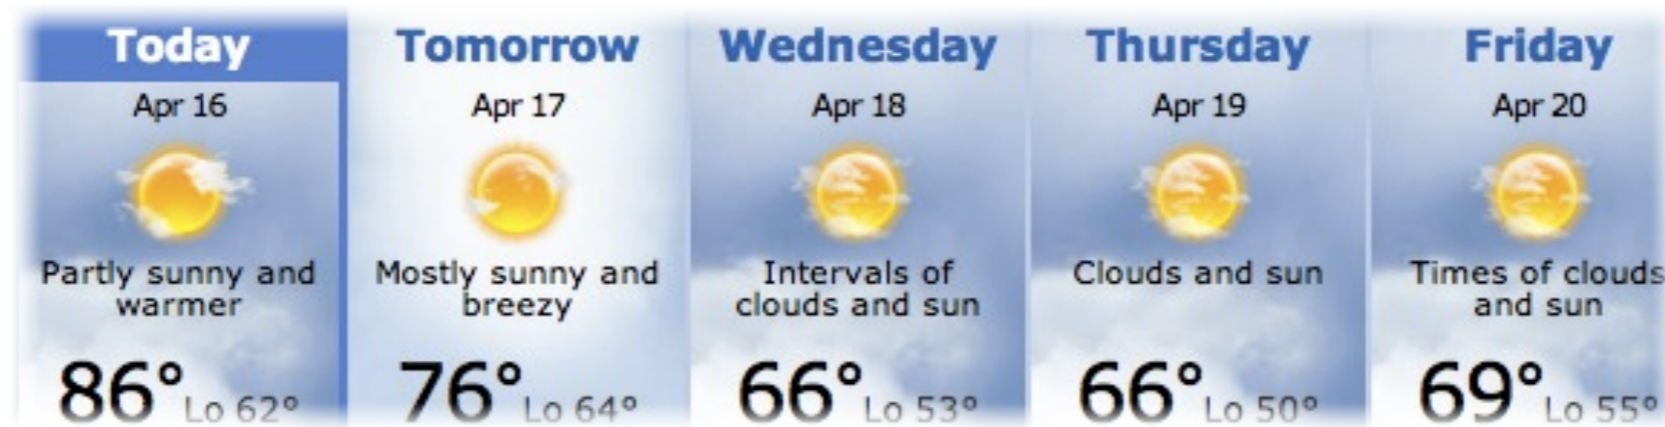 Today
Apr 16
Partly sunny and
warmer
86° Lo 62°
Tomorrow
Apr 17
Mostly sunny and
breezy
76° Lo 64°
Wednesday
Apr 18
Intervals of
clouds and sun
66° Lo 53°
Thursday
Apr 19
Clouds and sun
66° Lo 50°
Friday
Apr 20
Times of clouds
and sun
69° Lo 55°